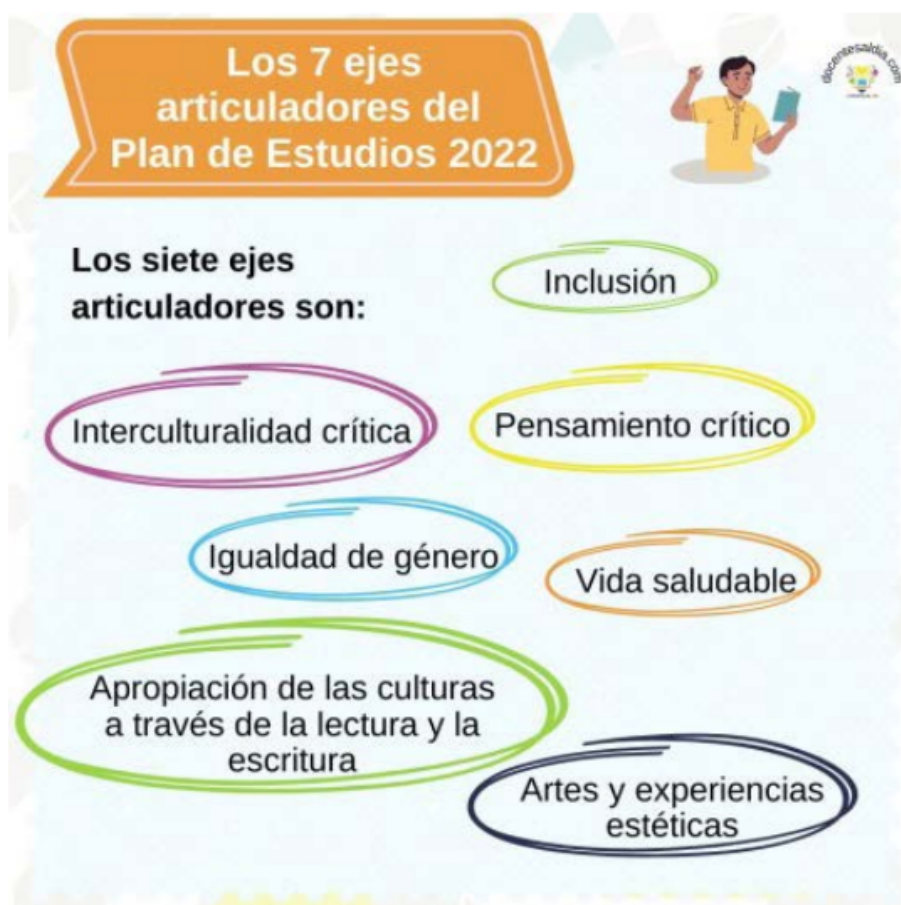 Los 7 ejes
articuladores del
Plan de Estudios 2022
docentesaldia.com
Los siete ejes
articuladores son:
Inclusión
Interculturalidad crítica
Pensamiento crítico
Igualdad de género
Vida saludable
Apropiación de las culturas
a través de la lectura y la
escritura
Artes y experiencias
estéticas